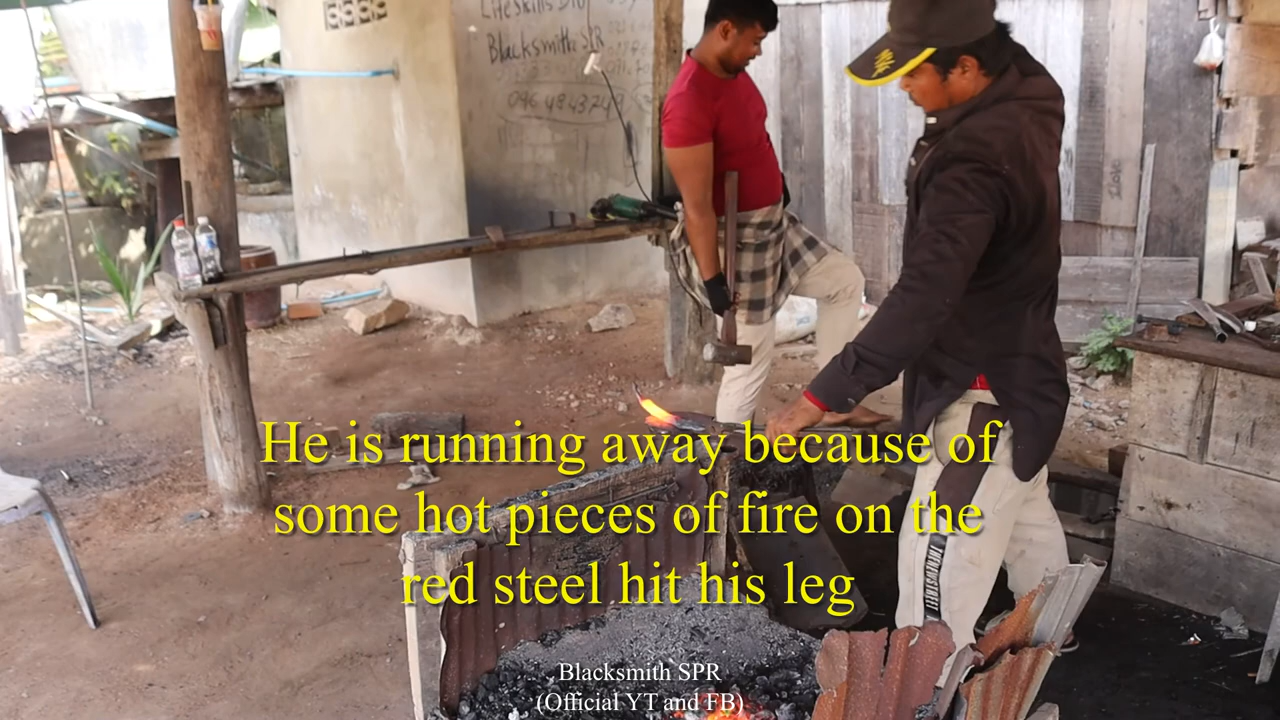 Blacksmith SPR
He is running away because of
some hot pieces of fire on the
red steel hit his leg
Blacksmith SPR
(Official YT and FB)